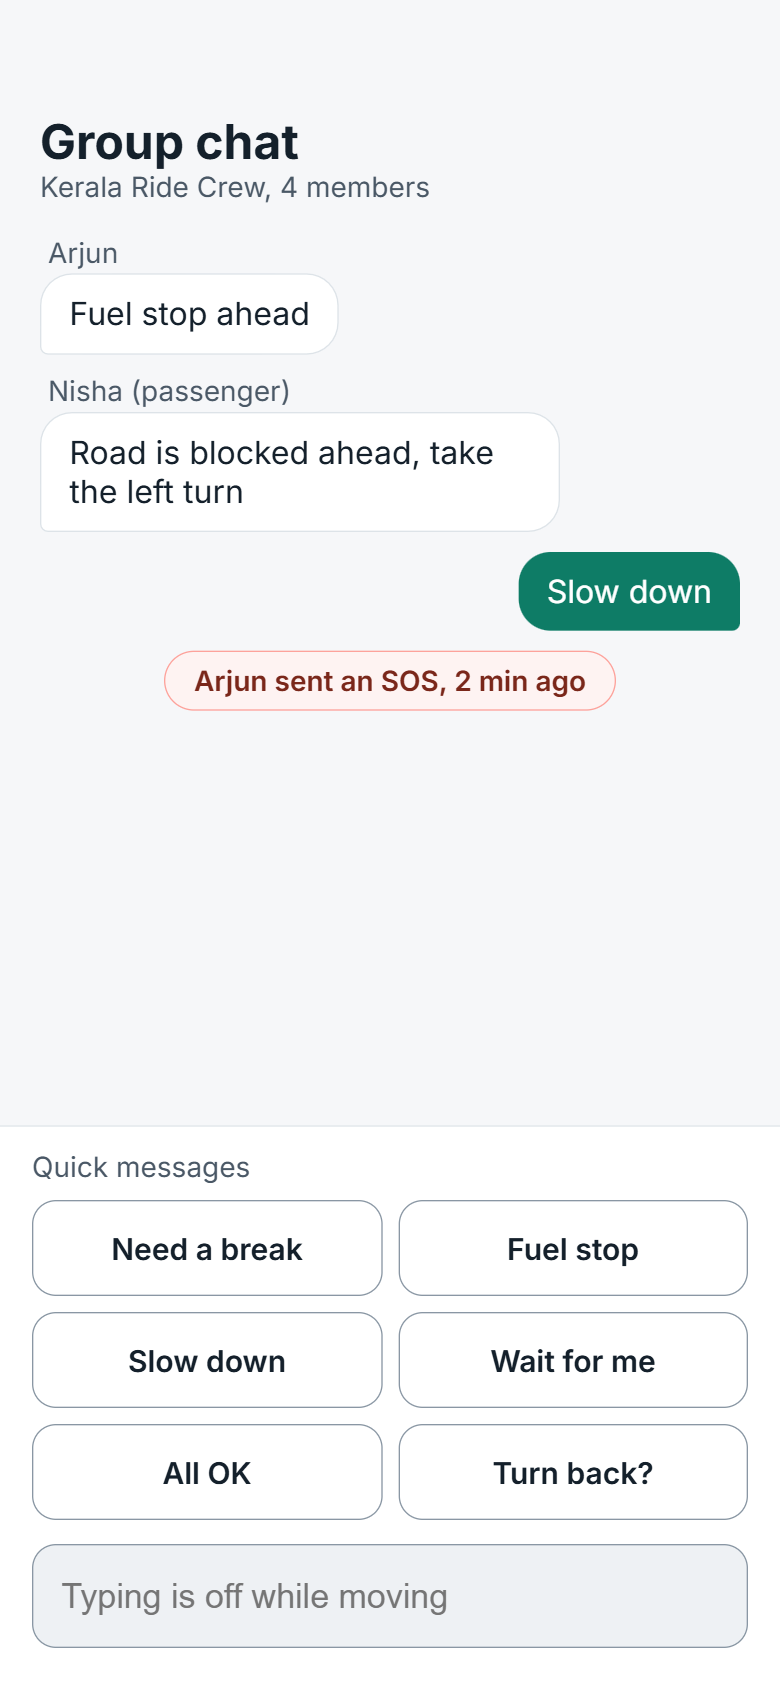 Group chat
Kerala Ride Crew, 4 members
Arjun
Fuel stop ahead
Nisha (passenger)
Road is blocked ahead, take
the left turn
Slow down
Arjun sent an SOS, 2 min ago
Quick messages
Need a break
Fuel stop
Slow down
Wait for me
All OK
Turn back?
Typing is off while moving